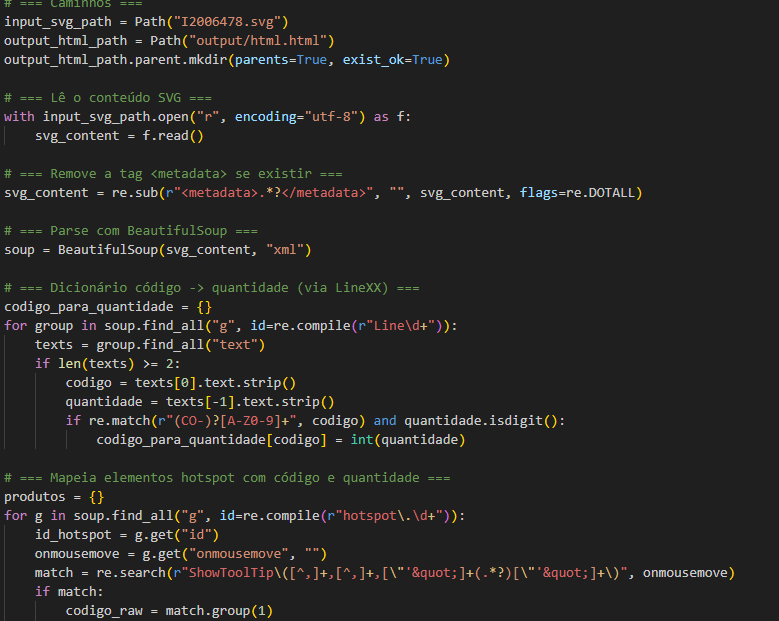 # === Caminhos ===
input_svg_path = Path("I2006478.svg")
output_html_path = Path("output/html.html")
output_html_path.parent.mkdir(parents=True, exist_ok=True)

# === Lê o conteúdo SVG ===
with input_svg_path.open("r", encoding="utf-8") as f:
    svg_content = f.read()

# === Remove a tag <metadata> se existir ===
svg_content = re.sub(r"<metadata>.*?</metadata>", "", svg_content, flags=re.DOTALL)

# === Parse com BeautifulSoup ===
soup = BeautifulSoup(svg_content, "xml")

# === Dicionário código -> quantidade (via LineXX) ===
codigo_para_quantidade = {}
for group in soup.find_all("g", id=re.compile(r"Line\d+")):
    texts = group.find_all("text")
    if len(texts) >= 2:
        codigo = texts[0].text.strip()
        quantidade = texts[-1].text.strip()
        if re.match(r"(CO-)?[A-Z0-9]+", codigo) and quantidade.isdigit():
            codigo_para_quantidade[codigo] = int(quantidade)

# === Mapeia elementos hotspot com código e quantidade ===
produtos = {}
for g in soup.find_all("g", id=re.compile(r"hotspot\.\d+")):
    id_hotspot = g.get("id")
    onmousemove = g.get("onmousemove", "")
    match = re.search(r"ShowToolTip\([^,]+,[^,]+,[\"'&quot;]+(.*?)[\"'&quot;]+\)", onmousemove)
    if match:
        codigo_raw = match.group(1)